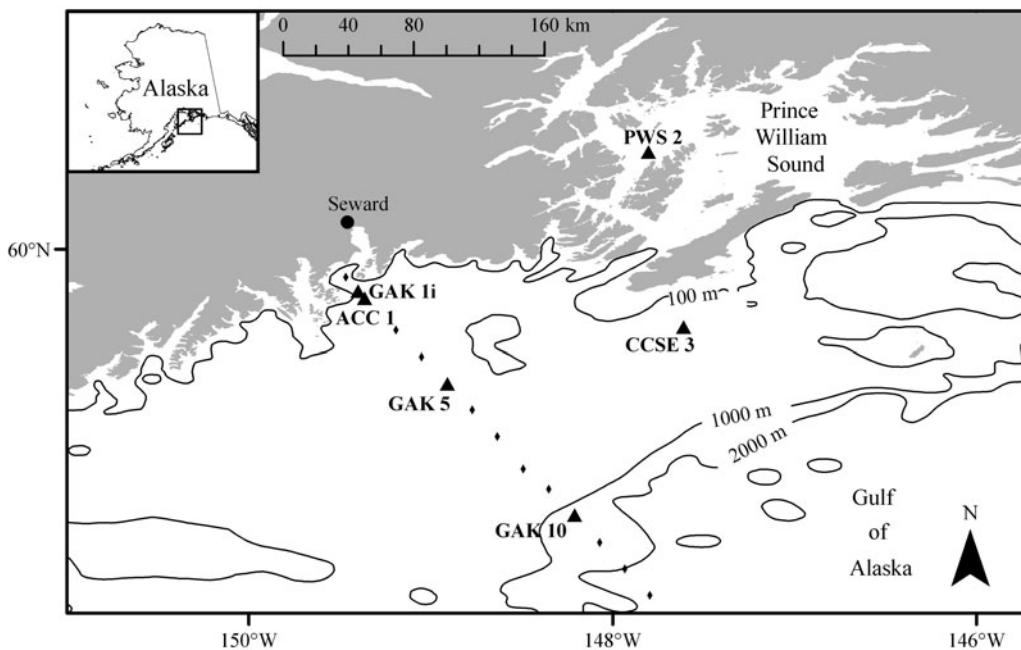 0 40 80 160 km
Alaska
PWS 2
Prince
William
Sound
Seward
60°N
GAK 1i
ACC 1
100 m
CCSE 3
GAK 5
1000 m
2000 m
GAK 10
Gulf
of
Alaska
N
150°W 148°W 146°W